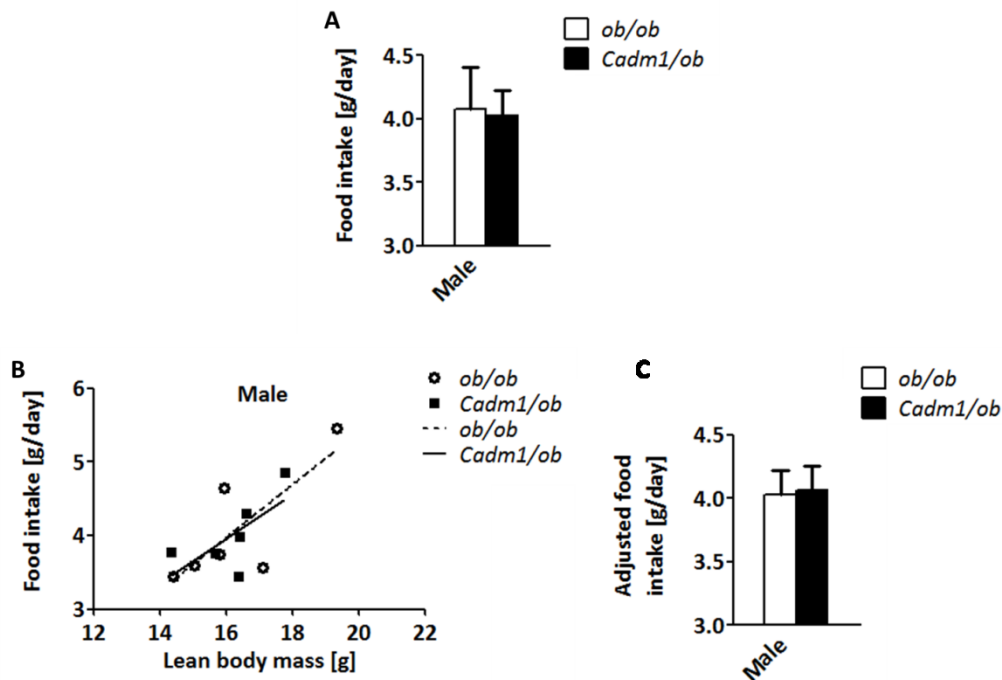 A
ob/ob
Cadm1/ob
Food intake [g/day]
4.5
4.0
3.5
3.0
Male
B
Male
ob/ob
Cadm1/ob
ob/ob
Cadm1/ob
Food intake [g/day]
6
5
4
3
12 14 16 18 20 22
Lean body mass [g]
C
ob/ob
Cadm1/ob
Adjusted food
intake [g/day]
4.5
4.0
3.5
3.0
Male